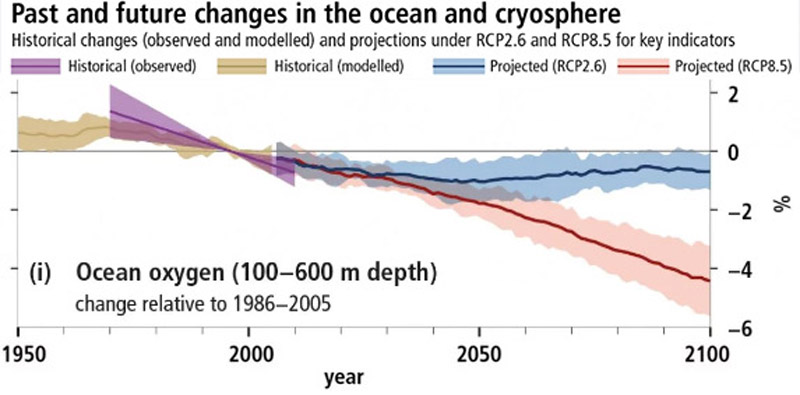 Past and future changes in the ocean and cryosphere
Historical changes (observed and modelled) and projections under RCP2.6 and RCP8.5 for key indicators
Historical (observed) Historical (modelled) Projected (RCP2.6) Projected (RCP8.5)
2
0
−2
−4
−6
%
(i) Ocean oxygen (100–600 m depth)
change relative to 1986–2005
1950 2000 2050 2100
year